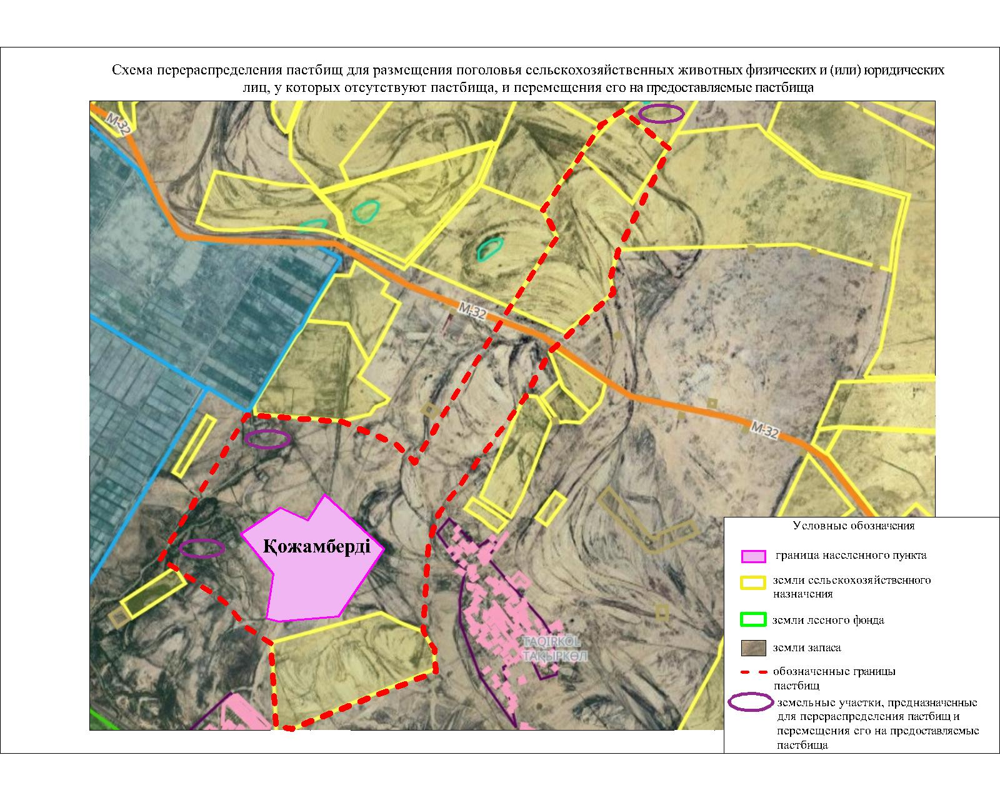 Схема перераспределения пастбищ для размещения поголовья сельскохозяйственных животных физических и (или) юридических
лиц, у которых отсутствуют пастбища, и перемещения его на предоставляемые пастбища
М-32
М-32
М-32
Қожамберді
TAQIRKÓL
ТАҚЫРКӨЛ
Условные обозначения
граница населенного пункта
земли сельскохозяйственного
назначения
земли лесного фонда
земли запаса
обозначенные границы
пастбищ
земельные участки, предназначенные
для перераспределения пастбищ и
перемещения его на предоставляемые
пастбища